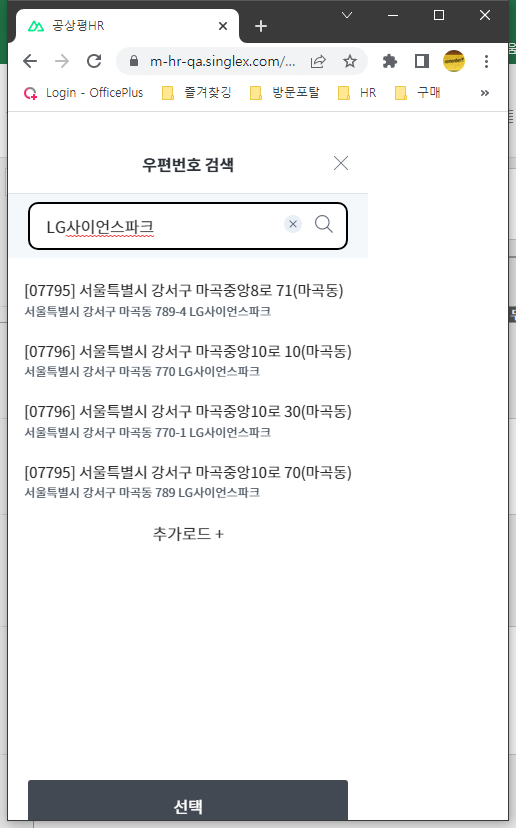 공상평HR
m-hr-qa.singlex.com/...
Login - OfficePlus
즐겨찾깅
방문포탈
HR
구매
우편번호 검색
LG사이언스파크
[07795] 서울특별시 강서구 마곡중앙8로 71(마곡동)
서울특별시 강서구 마곡동 789-4 LG사이언스파크
[07796] 서울특별시 강서구 마곡중앙10로 10(마곡동)
서울특별시 강서구 마곡동 770 LG사이언스파크
[07796] 서울특별시 강서구 마곡중앙10로 30(마곡동)
서울특별시 강서구 마곡동 770-1 LG사이언스파크
[07795] 서울특별시 강서구 마곡중앙10로 70(마곡동)
서울특별시 강서구 마곡동 789 LG사이언스파크
추가로드 +
선택